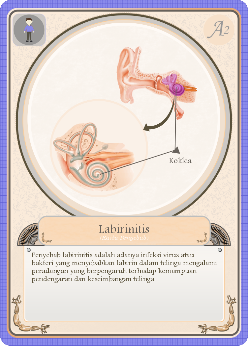 A2
Koklea
Labirinitis
Penyebab labirinitis adalah adanya infeksi virus atau
bakteri yang menyebabkan labirin dalam telinga mengalami
peradangan yang berpengaruh terhadap kemampuan
pendengaran dan keseimbangan telinga